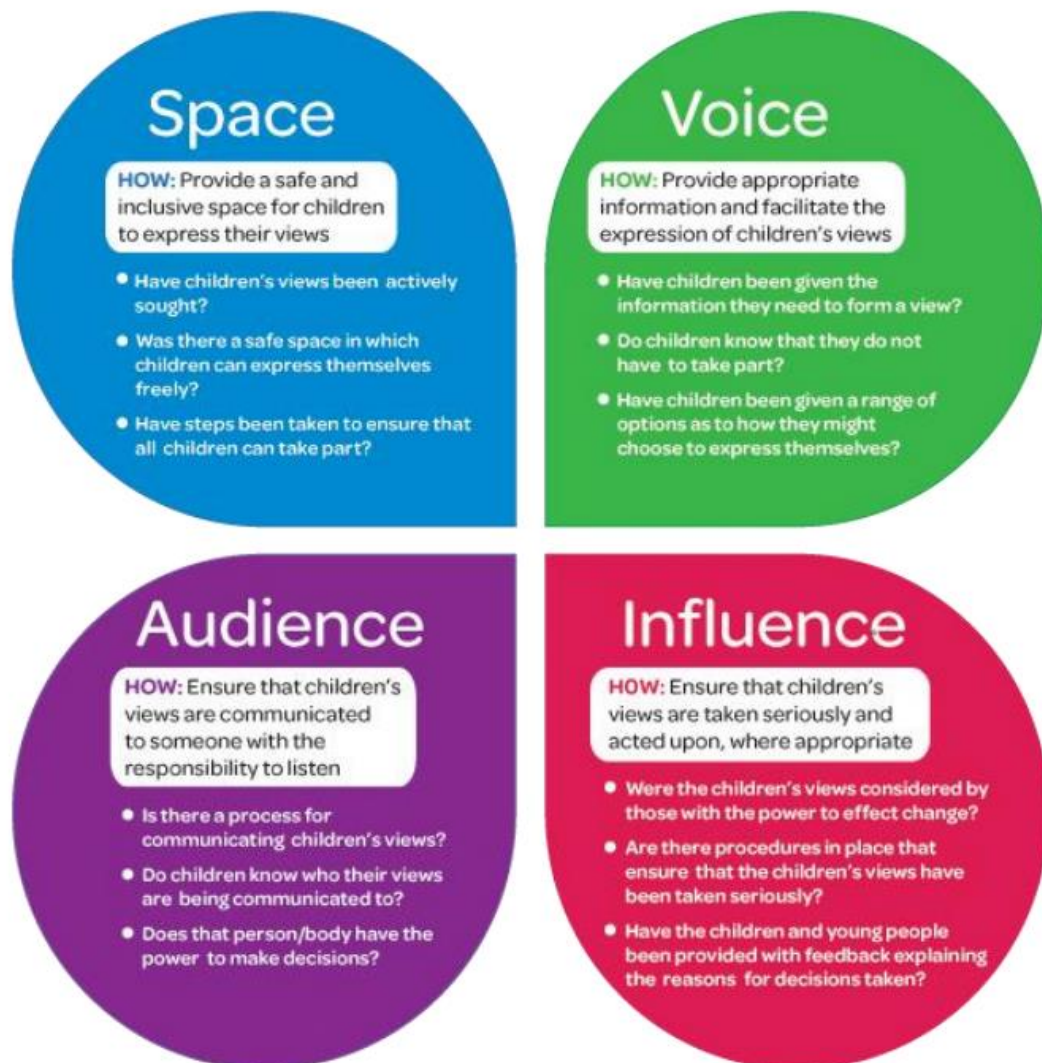 Space
HOW: Provide a safe and
inclusive space for children
to express their views
• Have children's views been actively
sought?
• Was there a safe space in which
children can express themselves
freely?
• Have steps been taken to ensure that
all children can take part?
Voice
HOW: Provide appropriate
information and facilitate the
expression of children's views
• Have children been given the
information they need to form a view?
• Do children know that they do not
have to take part?
• Have children been given a range of
options as to how they might
choose to express themselves?
Audience
HOW: Ensure that children's
views are communicated
to someone with the
responsibility to listen
• Is there a process for
communicating children's views?
• Do children know who their views
are being communicated to?
• Does that person/body have the
power to make decisions?
Influence
HOW: Ensure that children's
views are taken seriously and
acted upon, where appropriate
• Were the children's views considered by
those with the power to effect change?
• Are there procedures in place that
ensure that the children's views have
been taken seriously?
• Have the children and young people
been provided with feedback explaining
the reasons for decisions taken?